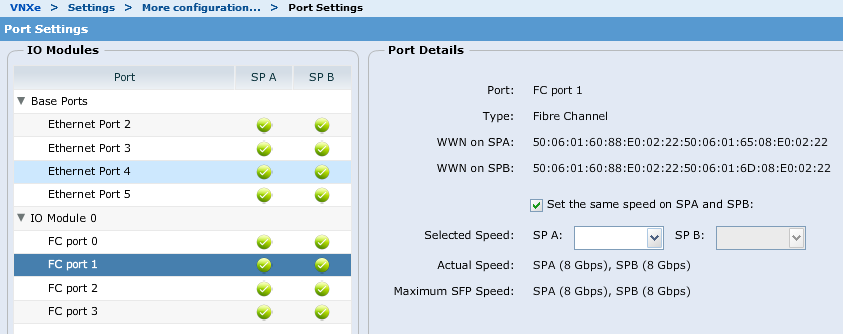 VNXe > Settings > More configuration... > Port Settings
Port Settings
IO Modules
Port SP A SP B
Base Ports
Ethernet Port 2
Ethernet Port 3
Ethernet Port 4
Ethernet Port 5
IO Module 0
FC port 0
FC port 1
FC port 2
FC port 3
Port Details
Port: FC port 1
Type: Fibre Channel
WWN on SPA: 50:06:01:60:88:E0:02:22:50:06:01:65:08:E0:02:22
WWN on SPB: 50:06:01:60:88:E0:02:22:50:06:01:6D:08:E0:02:22
Set the same speed on SPA and SPB:
Selected Speed: SP A: SP B:
Actual Speed: SPA (8 Gbps), SPB (8 Gbps)
Maximum SFP Speed: SPA (8 Gbps), SPB (8 Gbps)